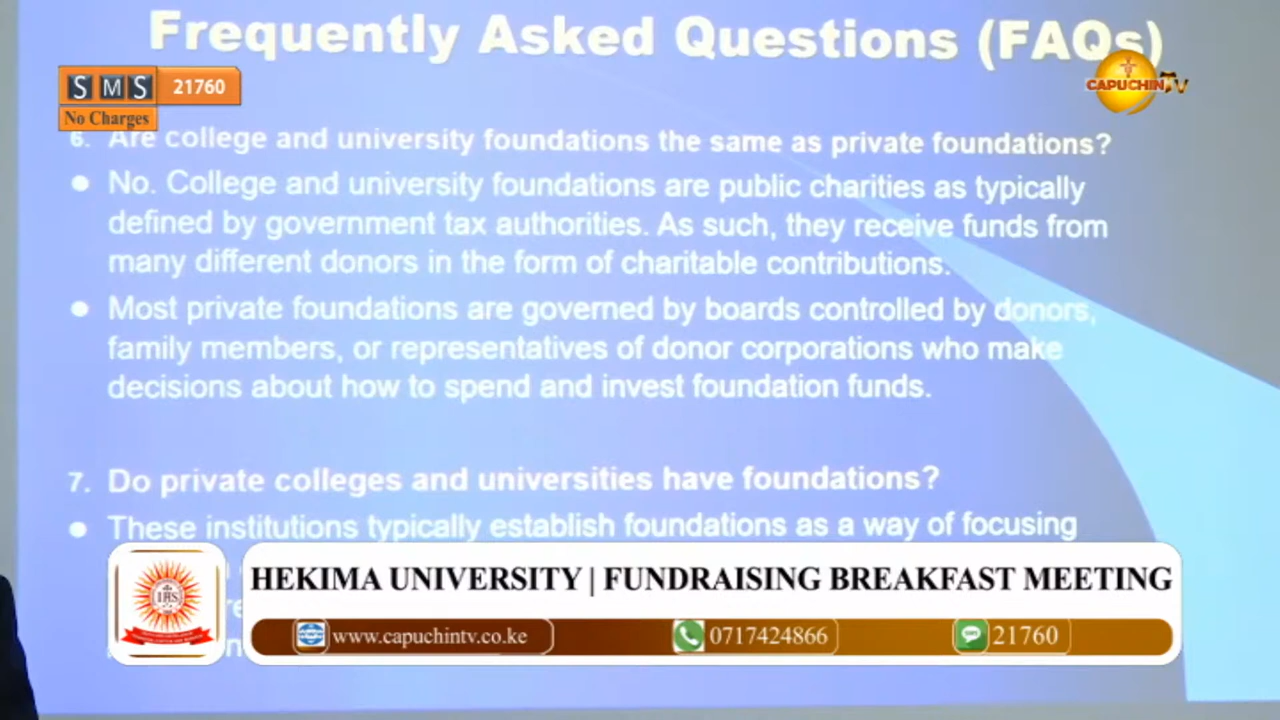 Frequently Asked Questions (FAQs)
SMS 21760
No Charges
CAPUCHIN TV
6. Are college and university foundations the same as private foundations?
● No. College and university foundations are public charities as typically
defined by government tax authorities. As such, they receive funds from
many different donors in the form of charitable contributions.
● Most private foundations are governed by boards controlled by donors,
family members, or representatives of donor corporations who make
decisions about how to spend and invest foundation funds.
7. Do private colleges and universities have foundations?
● These institutions typically establish foundations as a way of focusing
IHS
HEKIMA UNIVERSITY | FUNDRAISING BREAKFAST MEETING
www.capuchintv.co.ke 0717424866 21760